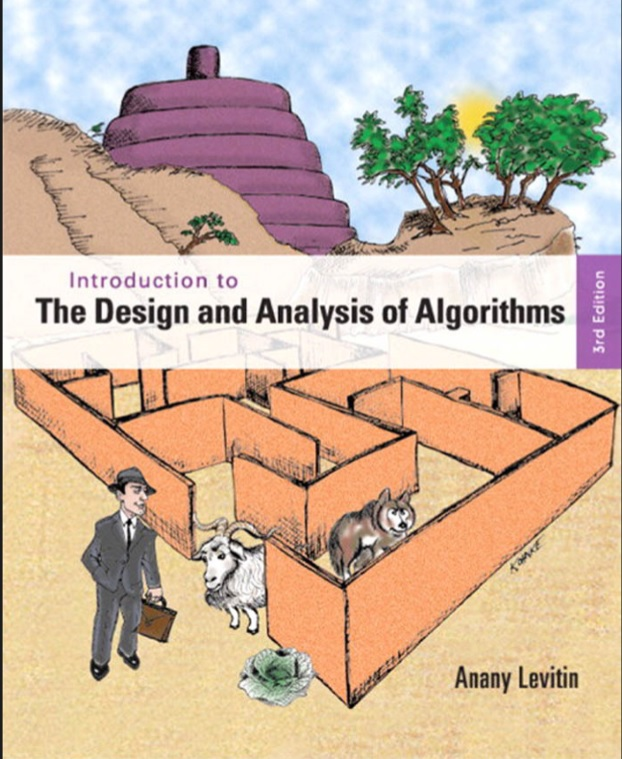 Introduction to
The Design and Analysis of Algorithms
3rd Edition
Anany Levitin